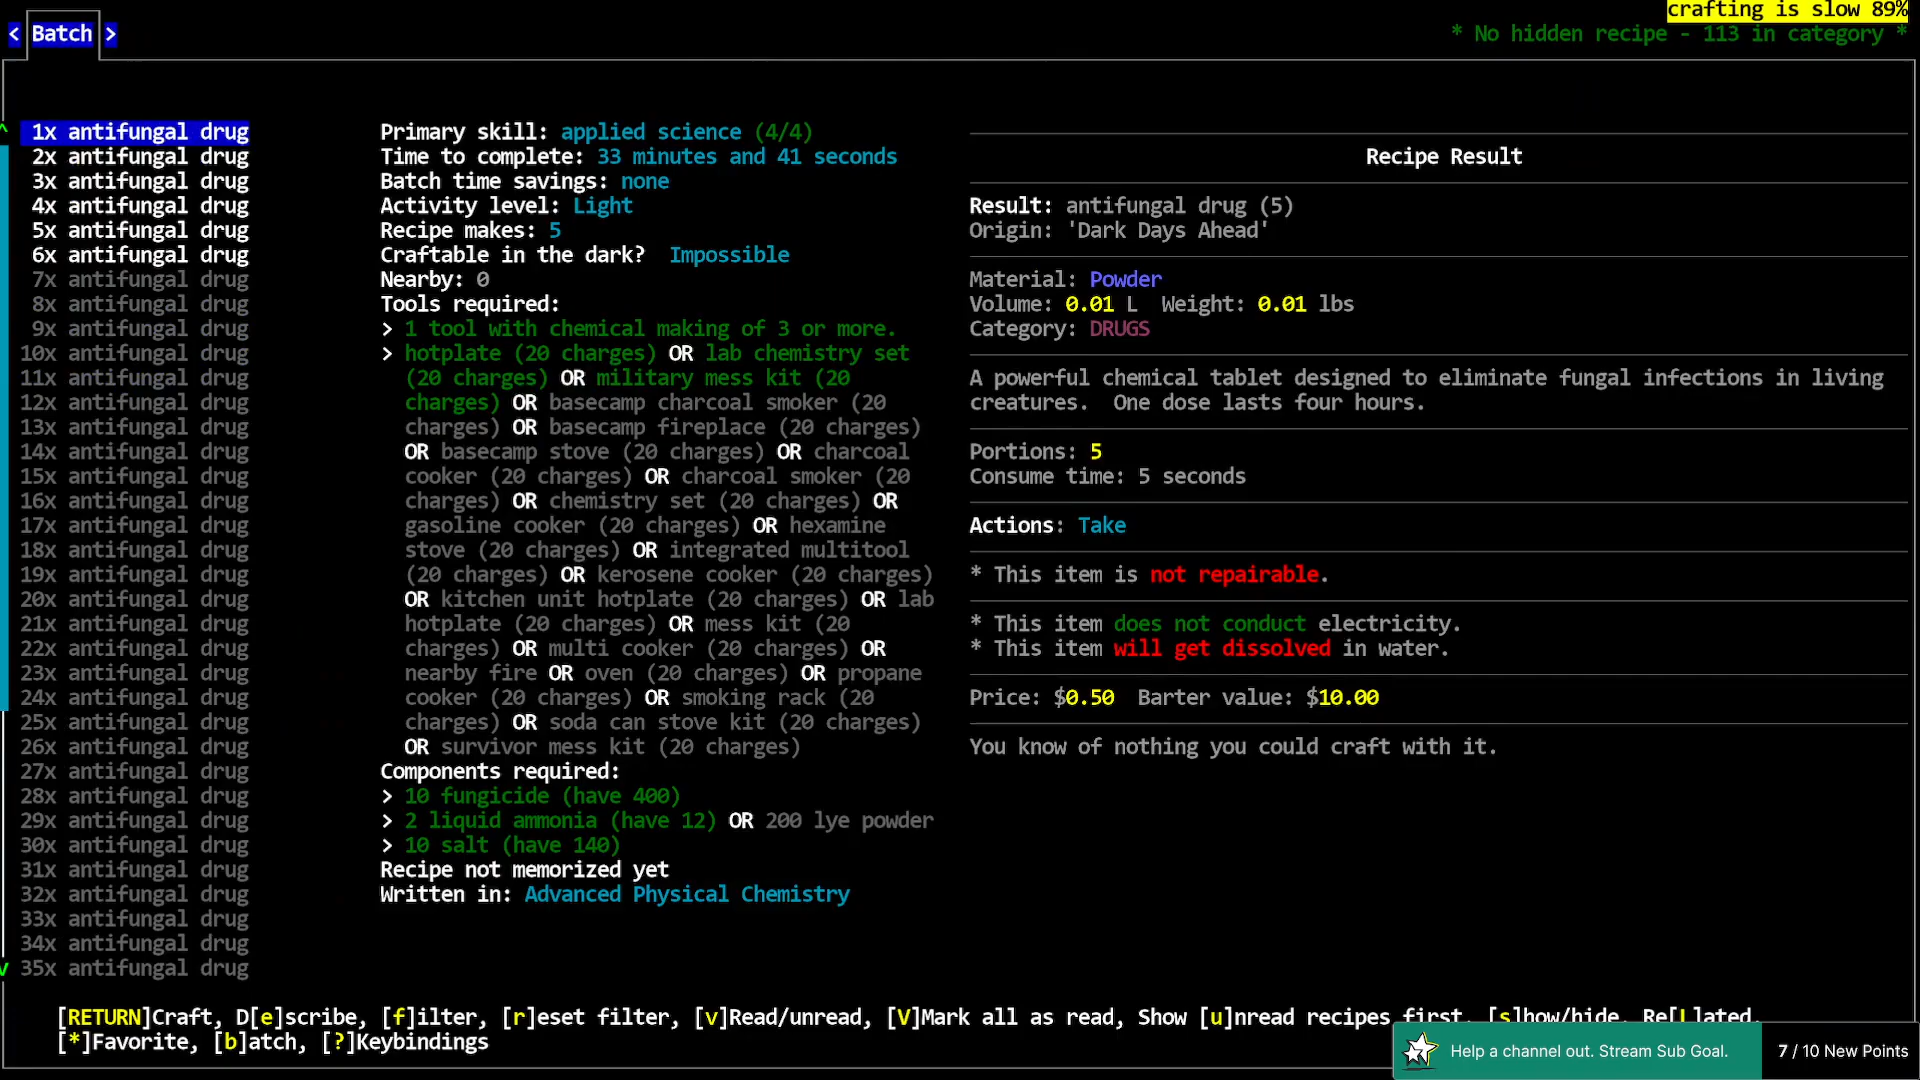 crafting is slow 89%
< Batch >
* No hidden recipe - 113 in category *
1x antifungal drug
2x antifungal drug
3x antifungal drug
4x antifungal drug
5x antifungal drug
6x antifungal drug
7x antifungal drug
8x antifungal drug
9x antifungal drug
10x antifungal drug
11x antifungal drug
12x antifungal drug
13x antifungal drug
14x antifungal drug
15x antifungal drug
16x antifungal drug
17x antifungal drug
18x antifungal drug
19x antifungal drug
20x antifungal drug
21x antifungal drug
22x antifungal drug
23x antifungal drug
24x antifungal drug
25x antifungal drug
26x antifungal drug
27x antifungal drug
28x antifungal drug
29x antifungal drug
30x antifungal drug
31x antifungal drug
32x antifungal drug
33x antifungal drug
34x antifungal drug
35x antifungal drug
Primary skill: applied science (4/4)
Time to complete: 33 minutes and 41 seconds
Batch time savings: none
Activity level: Light
Recipe makes: 5
Craftable in the dark? Impossible
Nearby: 0
Tools required:
> 1 tool with chemical making of 3 or more.
> hotplate (20 charges) OR lab chemistry set
(20 charges) OR military mess kit (20
charges) OR basecamp charcoal smoker (20
charges) OR basecamp fireplace (20 charges)
OR basecamp stove (20 charges) OR charcoal
cooker (20 charges) OR charcoal smoker (20
charges) OR chemistry set (20 charges) OR
gasoline cooker (20 charges) OR hexamine
stove (20 charges) OR integrated multitool
(20 charges) OR kerosene cooker (20 charges)
OR kitchen unit hotplate (20 charges) OR lab
hotplate (20 charges) OR mess kit (20
charges) OR multi cooker (20 charges) OR
nearby fire OR oven (20 charges) OR propane
cooker (20 charges) OR smoking rack (20
charges) OR soda can stove kit (20 charges)
OR survivor mess kit (20 charges)
Components required:
> 10 fungicide (have 400)
> 2 liquid ammonia (have 12) OR 200 lye powder
> 10 salt (have 140)
Recipe not memorized yet
Written in: Advanced Physical Chemistry
Recipe Result
Result: antifungal drug (5)
Origin: 'Dark Days Ahead'
Material: Powder
Volume: 0.01 L Weight: 0.01 lbs
Category: DRUGS
A powerful chemical tablet designed to eliminate fungal infections in living
creatures. One dose lasts four hours.
Portions: 5
Consume time: 5 seconds
Actions: Take
* This item is not repairable.
* This item does not conduct electricity.
* This item will get dissolved in water.
Price: $0.50 Barter value: $10.00
You know of nothing you could craft with it.
[RETURN]Craft, D[e]scribe, [f]ilter, [r]eset filter, [v]Read/unread, [V]Mark all as read, Show [u]nread recipes first, [s]how/hide, Re[L]lated,
[*]Favorite, [b]atch, [?]Keybindings
Help a channel out. Stream Sub Goal.
7 / 10 New Points